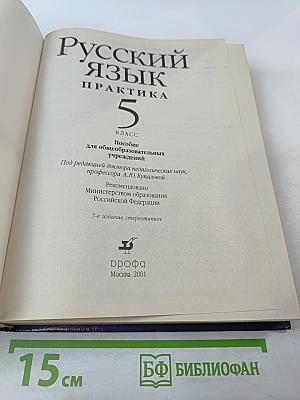 Русский
язык
ПРАКТИКА
5
КЛАСС
Пособие
для общеобразовательных
учреждений
Под редакцией доктора педагогических наук,
профессора А.Ю.Купаловой
Рекомендовано
Министерством образования
Российской Федерации
7-е издание, стереотипное
дрофа
Москва 2001
15 см
БФ БИБЛИОФАН